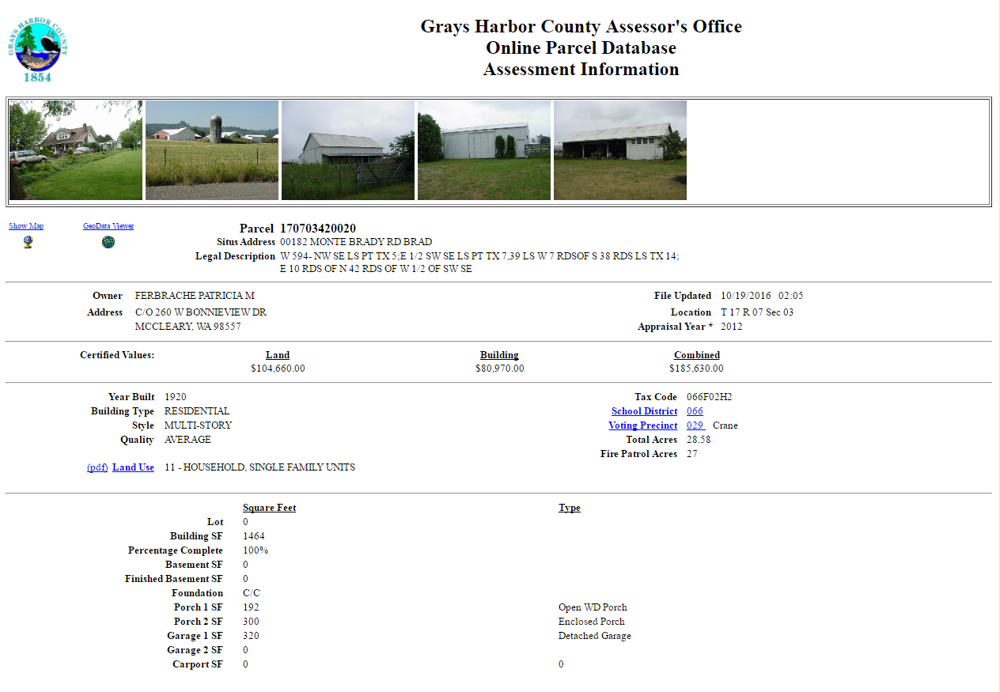 GRAYS HARBOR COUNTY
1854
Grays Harbor County Assessor's Office
Online Parcel Database
Assessment Information
Show Map GeoData Viewer
Parcel 170703420020
Situs Address 00182 MONTE BRADY RD BRAD
Legal Description W 594- NW SE LS PT TX 5;E 1/2 SW SE LS PT TX 7,39 LS W 7 RDSOF S 38 RDS LS TX 14;
E 10 RDS OF N 42 RDS OF W 1/2 OF SW SE
Owner FERBRACHE PATRICIA M File Updated 10/19/2016 02:05
Address C/O 260 W BONNIEVIEW DR Location T 17 R 07 Sec 03
MCCLEARY, WA 98557 Appraisal Year * 2012
Certified Values: Land Building Combined
$104,660.00 $80,970.00 $185,630.00
Year Built 1920 Tax Code 066F02H2
Building Type RESIDENTIAL School District 066
Style MULTI-STORY Voting Precinct 029 Crane
Quality AVERAGE Total Acres 28.58
Fire Patrol Acres 27
(pdf) Land Use 11 - HOUSEHOLD, SINGLE FAMILY UNITS
Square Feet Type
Lot 0
Building SF 1464
Percentage Complete 100%
Basement SF 0
Finished Basement SF 0
Foundation C/C
Porch 1 SF 192 Open WD Porch
Porch 2 SF 300 Enclosed Porch
Garage 1 SF 320 Detached Garage
Garage 2 SF 0
Carport SF 0 0